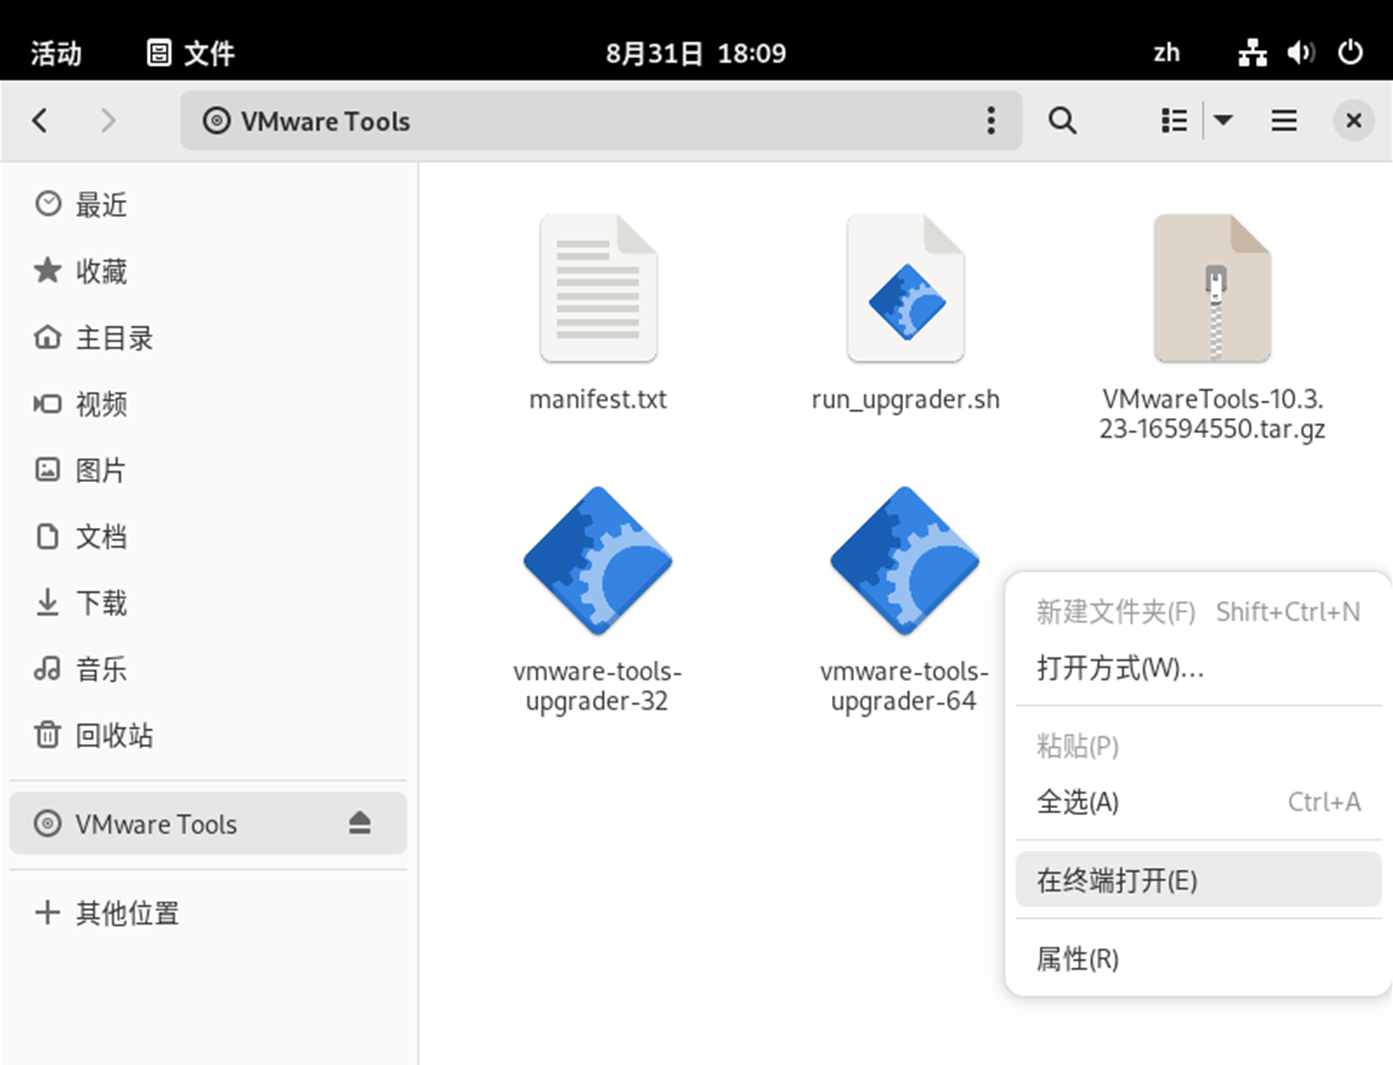 活动 文件 8月31日 18:09 zh
VMware Tools
最近
收藏
主目录
视频
图片
文档
下载
音乐
回收站
VMware Tools
其他位置
manifest.txt
run_upgrader.sh
VMwareTools-10.3.
23-16594550.tar.gz
vmware-tools-
upgrader-32
vmware-tools-
upgrader-64
新建文件夹(F) Shift+Ctrl+N
打开方式(W)...
粘贴(P)
全选(A) Ctrl+A
在终端打开(E)
属性(R)